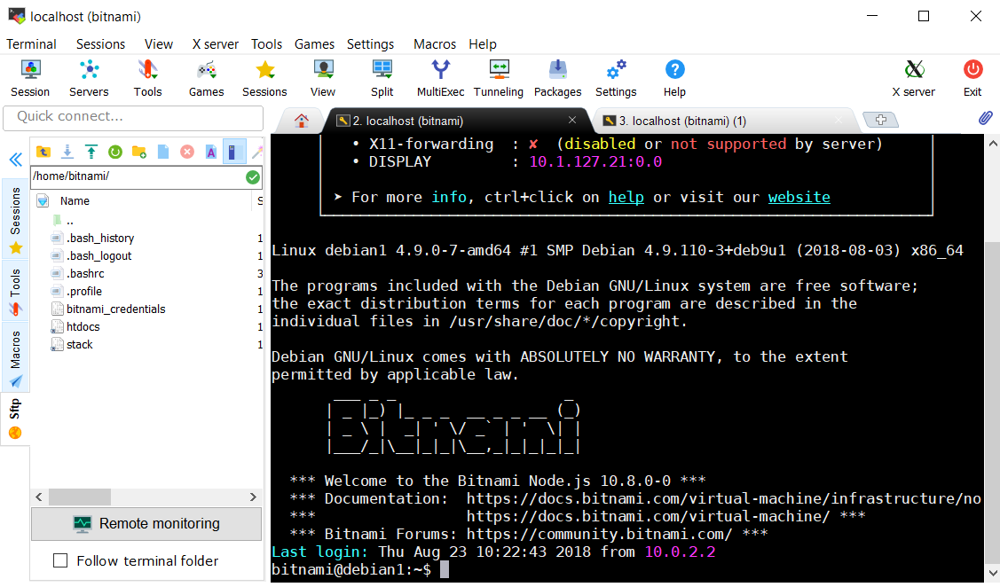 localhost (bitnami)
Terminal Sessions View X server Tools Games Settings Macros Help
Session Servers Tools Games Sessions View Split MultiExec Tunneling Packages Settings Help X server Exit
Quick connect...
2. localhost (bitnami)
3. localhost (bitnami) (1)
/home/bitnami/
Name S
..
.bash_history 1
.bash_logout 1
.bashrc 3
.profile 1
bitnami_credentials 1
htdocs 1
stack 1
Sessions
Tools
Macros
Sftp
Remote monitoring
Follow terminal folder
• X11-forwarding : ✘ (disabled or not supported by server)
• DISPLAY : 10.1.127.21:0.0
➤ For more info, ctrl+click on help or visit our website
Linux debian1 4.9.0-7-amd64 #1 SMP Debian 4.9.110-3+deb9u1 (2018-08-03) x86_64
The programs included with the Debian GNU/Linux system are free software;
the exact distribution terms for each program are described in the
individual files in /usr/share/doc/*/copyright.
Debian GNU/Linux comes with ABSOLUTELY NO WARRANTY, to the extent
permitted by applicable law.
Bitnami
*** Welcome to the Bitnami Node.js 10.8.0-0 ***
*** Documentation: https://docs.bitnami.com/virtual-machine/infrastructure/no
*** https://docs.bitnami.com/virtual-machine/ ***
*** Bitnami Forums: https://community.bitnami.com/ ***
Last login: Thu Aug 23 10:22:43 2018 from 10.0.2.2
bitnami@debian1:~$